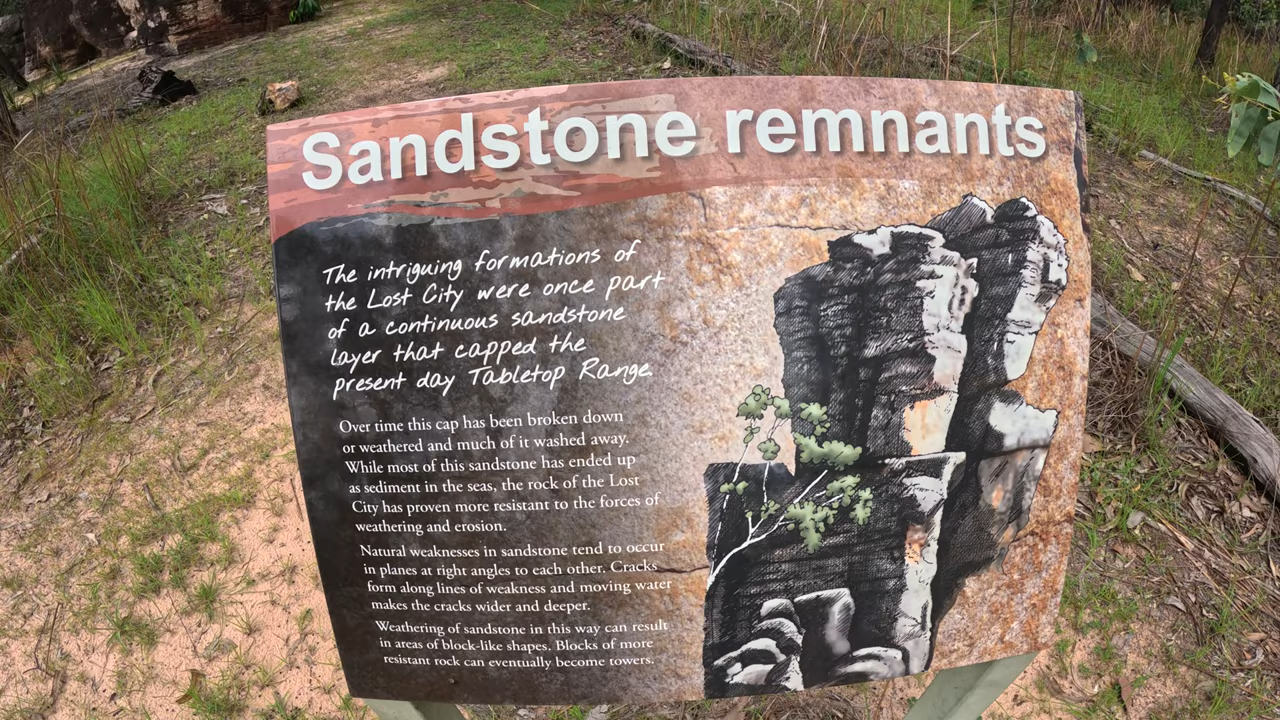 Sandstone remnants
The intriguing formations of
the Lost City were once part
of a continuous sandstone
layer that capped the
present day Tabletop Range.
Over time this cap has been broken down
or weathered and much of it washed away.
While most of this sandstone has ended up
as sediment in the seas, the rock of the Lost
City has proven more resistant to the forces of
weathering and erosion.
Natural weaknesses in sandstone tend to occur
in planes at right angles to each other. Cracks
form along lines of weakness and moving water
makes the cracks wider and deeper.
Weathering of sandstone in this way can result
in areas of block-like shapes. Blocks of more
resistant rock can eventually become towers.